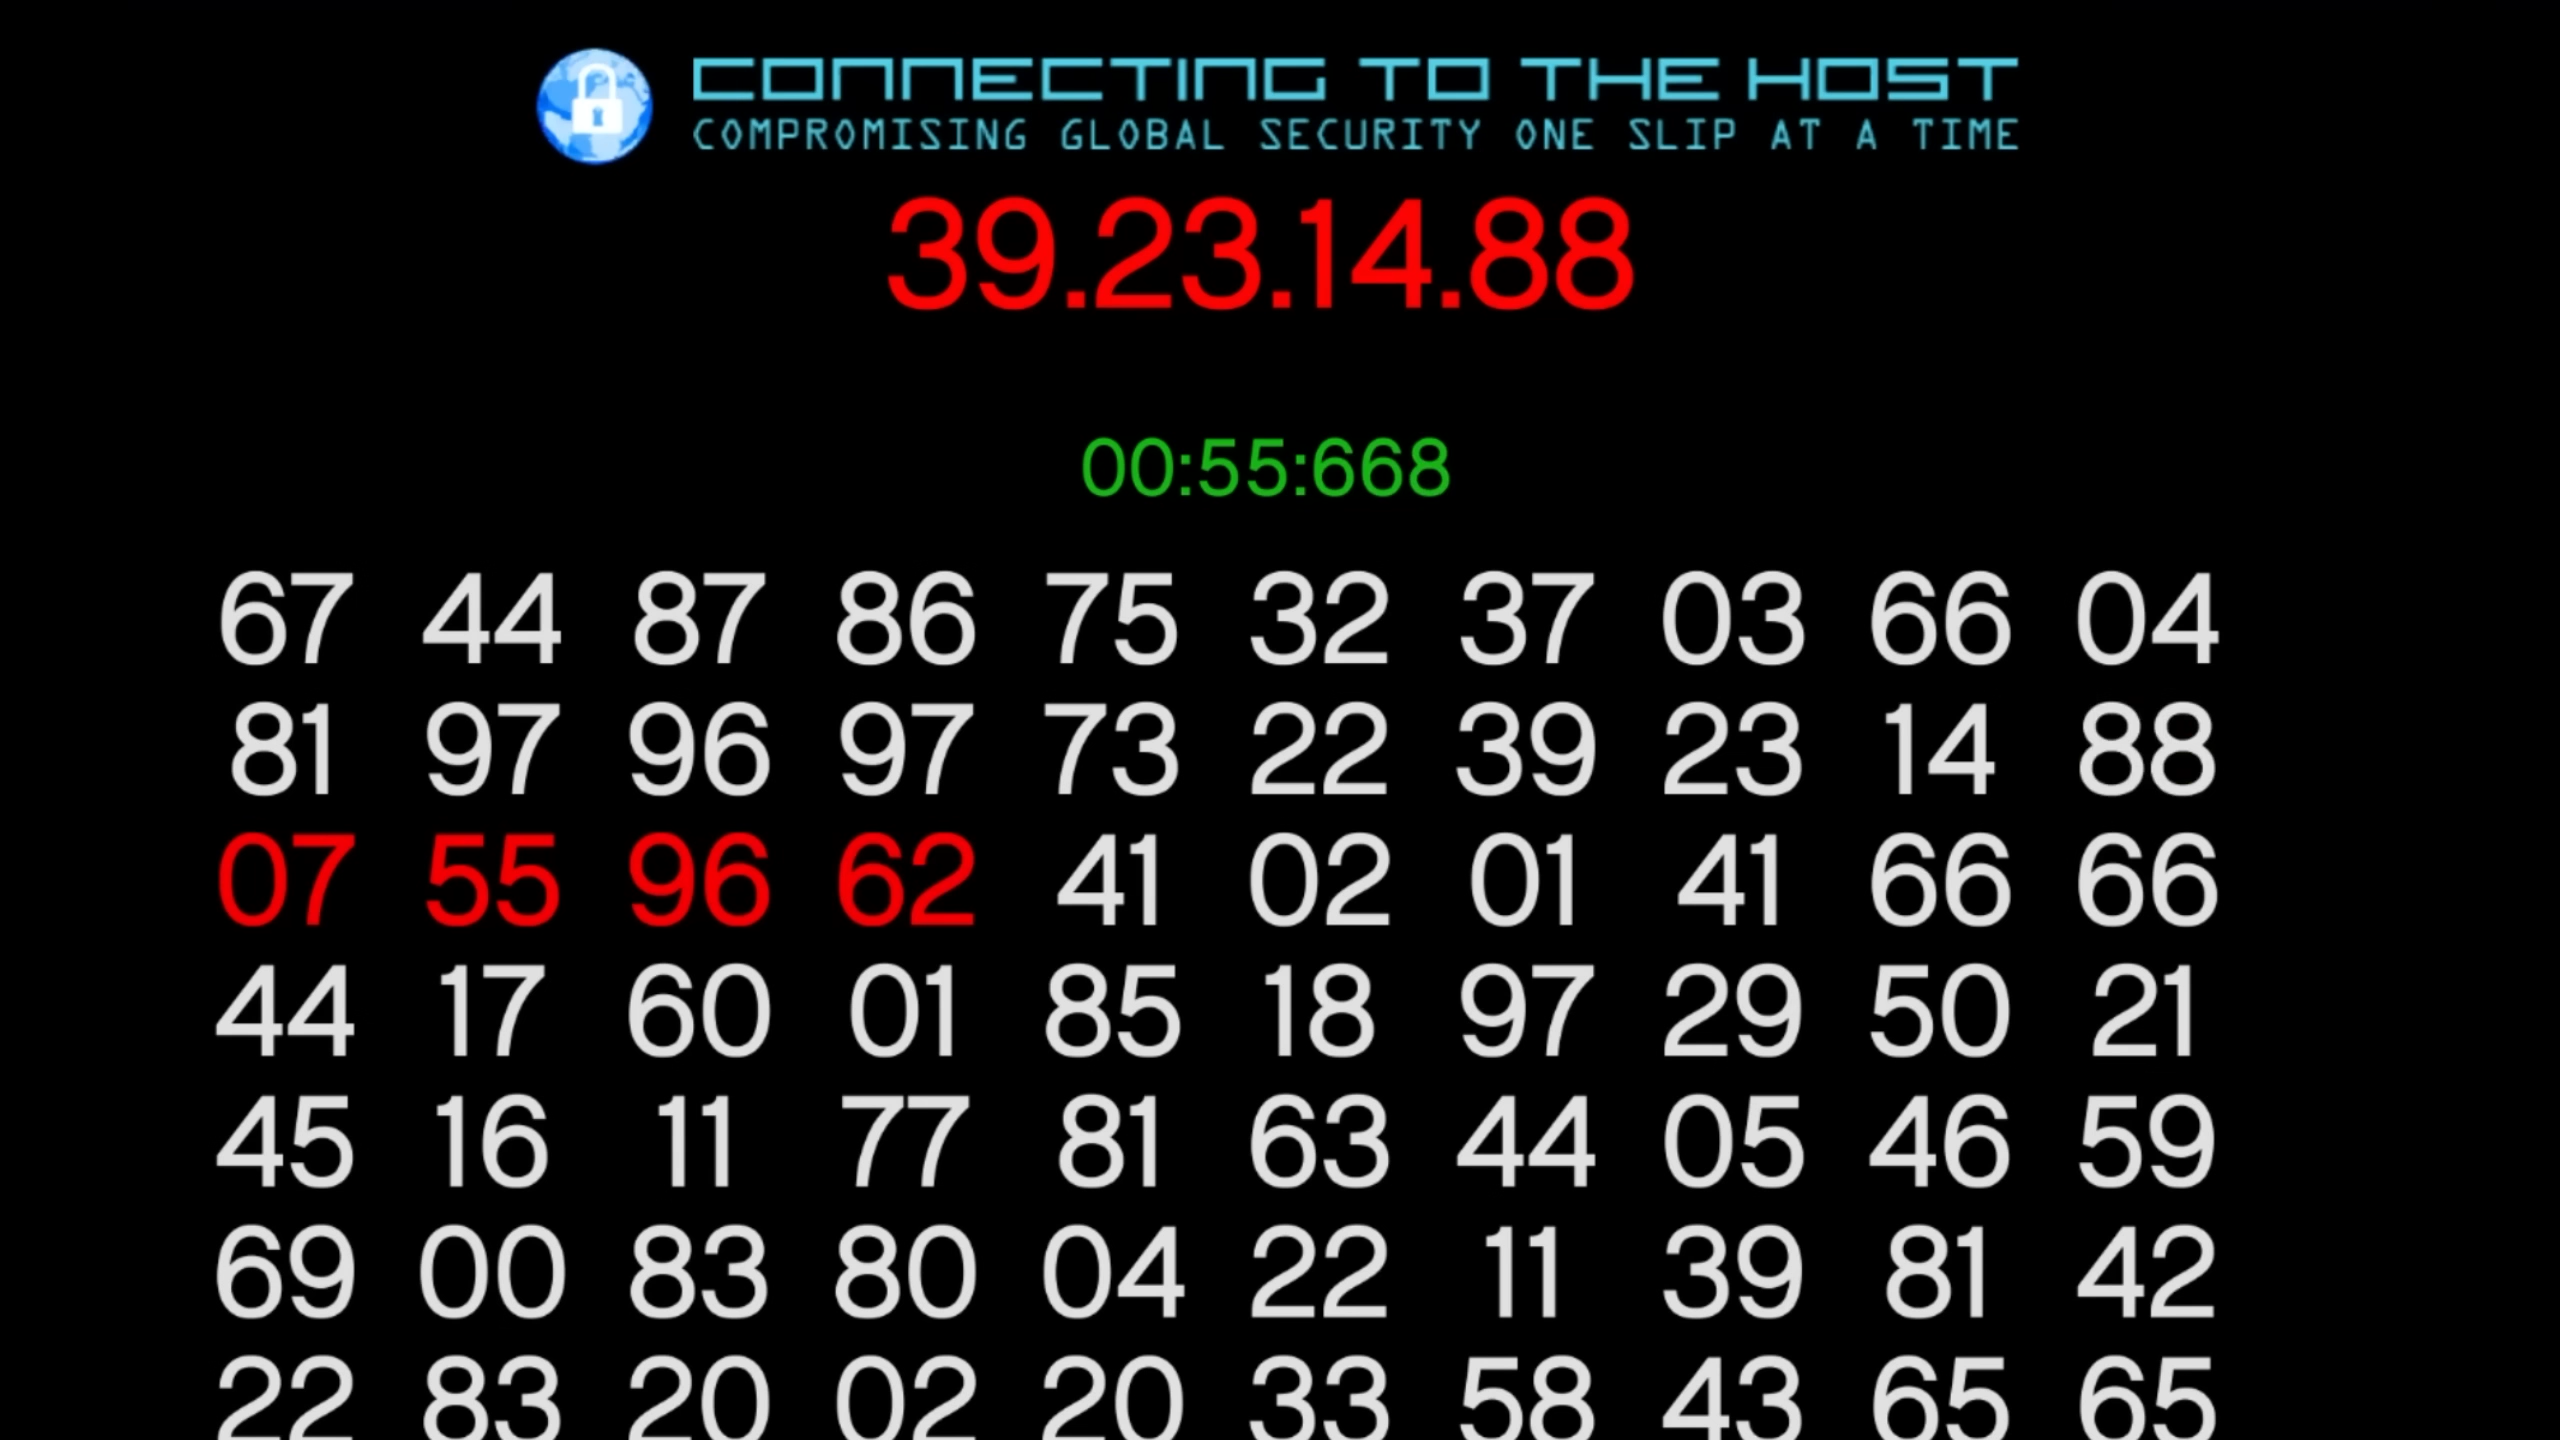 CONNECTING TO THE HOST
COMPROMISING GLOBAL SECURITY ONE SLIP AT A TIME
39.23.14.88
00:55:668
67 44 87 86 75 32 37 03 66 04
81 97 96 97 73 22 39 23 14 88
07 55 96 62 41 02 01 41 66 66
44 17 60 01 85 18 97 29 50 21
45 16 11 77 81 63 44 05 46 59
69 00 83 80 04 22 11 39 81 42
22 83 20 02 20 33 58 43 65 65